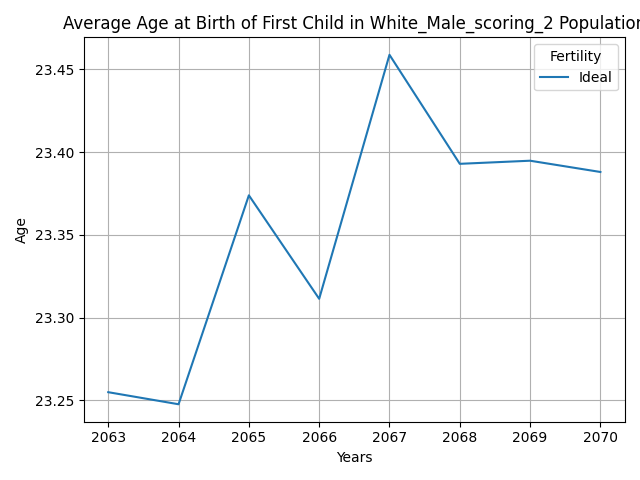 Average Age at Birth of First Child in White_Male_scoring_2 Population
Fertility
Ideal
23.45
23.40
23.35
23.30
23.25
Age
2063 2064 2065 2066 2067 2068 2069 2070
Years